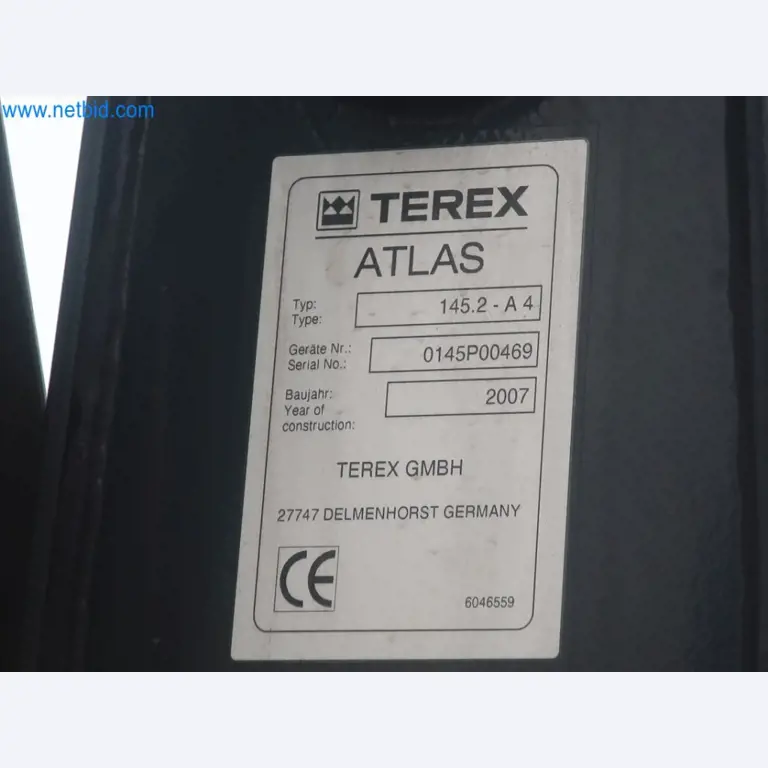 www.netbid.com
TEREX
ATLAS
Typ:
Type:
145.2 - A 4
Geräte Nr.:
Serial No.:
0145P00469
Baujahr:
Year of
construction:
2007
TEREX GMBH
27747 DELMENHORST GERMANY
CE
6046559